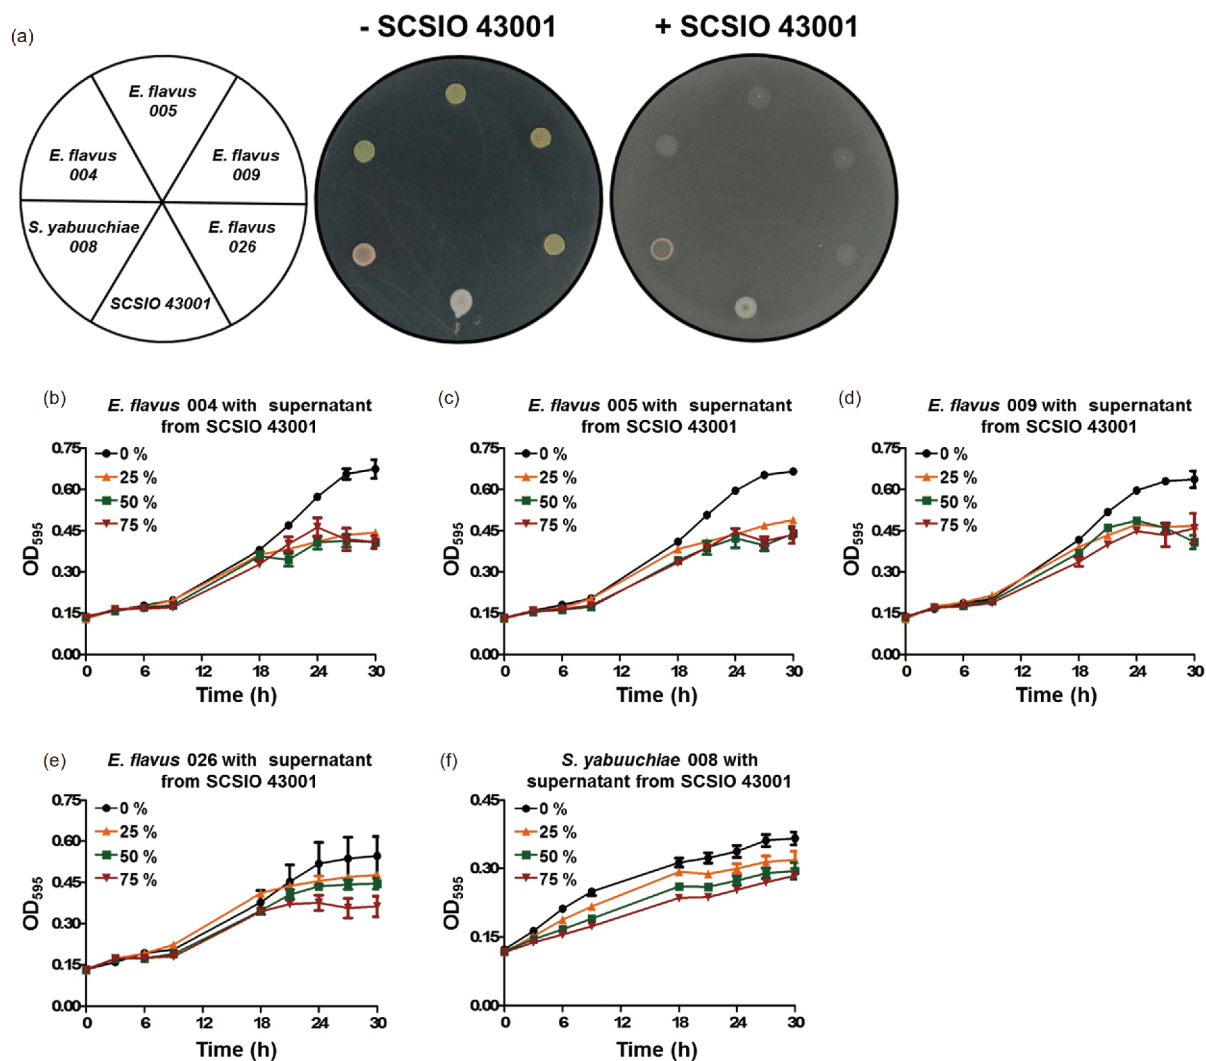 (a)
- SCSIO 43001
+ SCSIO 43001
E. flavus
005
E. flavus
004
E. flavus
009
S. yabuuchiae
008
E. flavus
026
SCSIO 43001
(b)
E. flavus 004 with supernatant
from SCSIO 43001
OD595
0.75
0.60
0.45
0.30
0.15
0.00
0 %
25 %
50 %
75 %
0 6 12 18 24 30
Time (h)
(c)
E. flavus 005 with supernatant
from SCSIO 43001
OD595
0.75
0.60
0.45
0.30
0.15
0.00
0 %
25 %
50 %
75 %
0 6 12 18 24 30
Time (h)
(d)
E. flavus 009 with supernatant
from SCSIO 43001
OD595
0.75
0.60
0.45
0.30
0.15
0.00
0 %
25 %
50 %
75 %
0 6 12 18 24 30
Time (h)
(e)
E. flavus 026 with supernatant
from SCSIO 43001
OD595
0.75
0.60
0.45
0.30
0.15
0.00
0 %
25 %
50 %
75 %
0 6 12 18 24 30
Time (h)
(f)
S. yabuuchiae 008 with
supernatant from SCSIO 43001
OD595
0.45
0.30
0.15
0.00
0 %
25 %
50 %
75 %
0 6 12 18 24 30
Time (h)